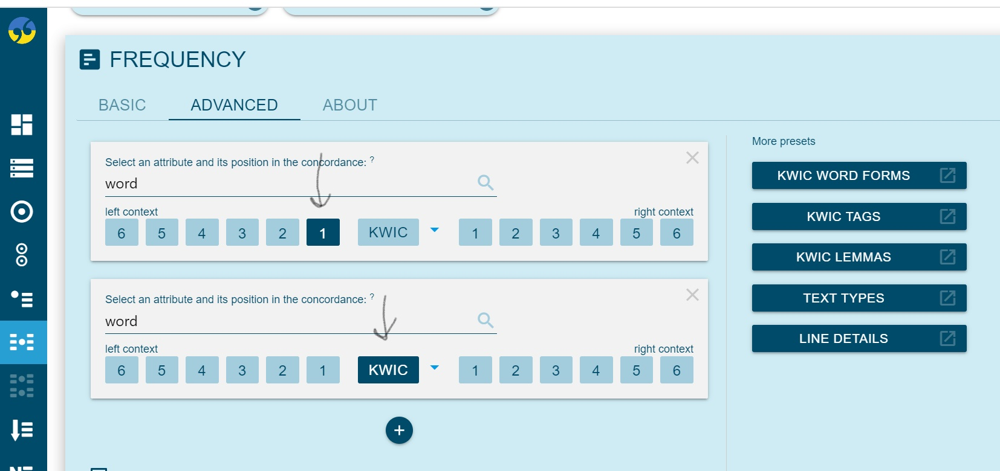 FREQUENCY
BASIC ADVANCED ABOUT
Select an attribute and its position in the concordance: ?
word
left context right context
6 5 4 3 2 1 KWIC 1 2 3 4 5 6
Select an attribute and its position in the concordance: ?
word
left context right context
6 5 4 3 2 1 KWIC 1 2 3 4 5 6
+
More presets
KWIC WORD FORMS
KWIC TAGS
KWIC LEMMAS
TEXT TYPES
LINE DETAILS